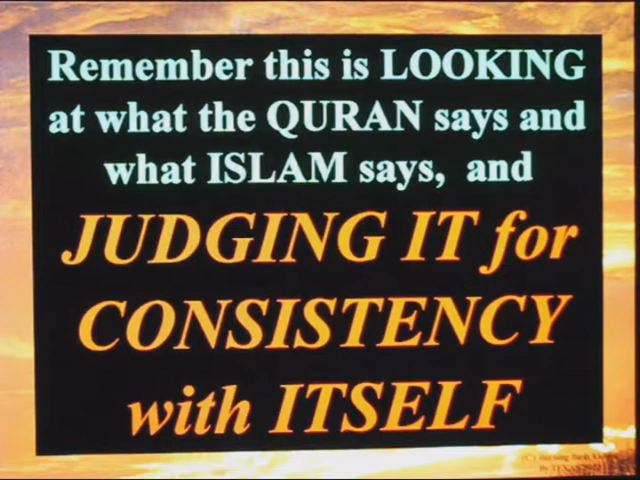 Remember this is LOOKING
at what the QURAN says and
what ISLAM says, and
JUDGING IT for
CONSISTENCY
with ITSELF